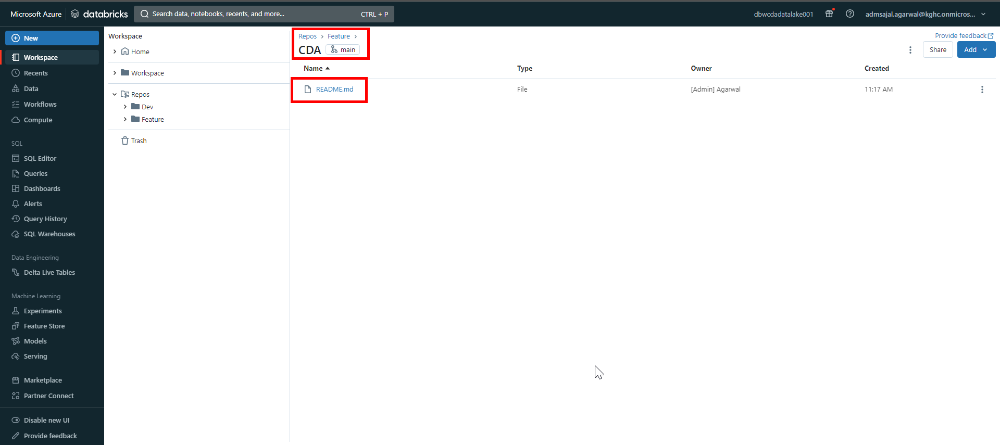 Microsoft Azure databricks Search data, notebooks, recents, and more... CTRL + P dbwcdadatalake001 admsajal.agarwal@kghc.onmicros...
New
Workspace
Recents
Data
Workflows
Compute
SQL
SQL Editor
Queries
Dashboards
Alerts
Query History
SQL Warehouses
Data Engineering
Delta Live Tables
Machine Learning
Experiments
Feature Store
Models
Serving
Marketplace
Partner Connect
Disable new UI
Provide feedback
Workspace
Home
Workspace
Repos
Dev
Feature
Trash
Repos > Feature >
Provide feedback
CDA main
Share Add
Name Type Owner Created
README.md File [Admin] Agarwal 11:17 AM